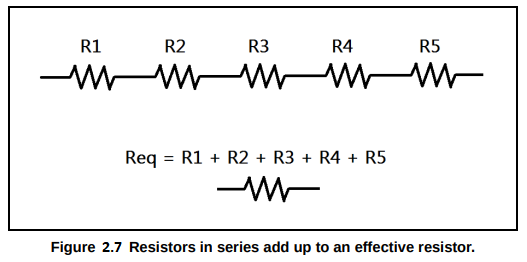 R1 R2 R3 R4 R5
Req = R1 + R2 + R3 + R4 + R5
Figure 2.7 Resistors in series add up to an effective resistor.